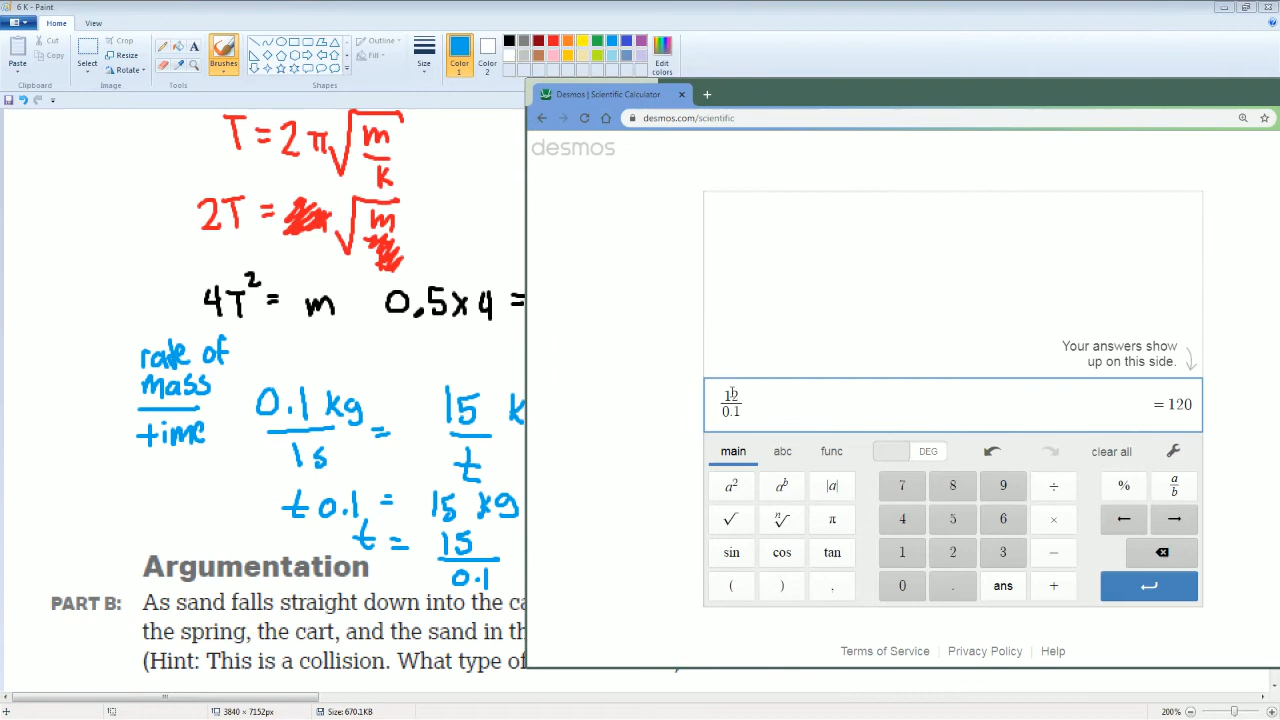 6 K - Paint
Home View
Paste Cut Copy Clipboard
Select Crop Resize Rotate Image
A Tools
Brushes
Outline Fill Shapes
Size Color 1 Color 2 Edit colors Colors
T = 2π√m/k
2T = √m
4T² = m 0.5x4 =
rate of
mass
time
0.1 kg
1s
=
15
t
t 0.1 = 15 kg
t = 15
0.1
Argumentation
PART B: As sand falls straight down into the ca
the spring, the cart, and the sand in th
(Hint: This is a collision. What type of
3840 × 7152px Size: 670.1KB 200%
Desmos | Scientific Calculator
desmos.com/scientific
desmos
Your answers show
up on this side.
12
0.1
= 120
main abc func DEG clear all
a² aᵇ |a| 7 8 9 ÷ % a/b
√ ⁿ√ π 4 5 6 × ← →
sin cos tan 1 2 3 −
( ) , 0 . ans +
Terms of Service Privacy Policy Help